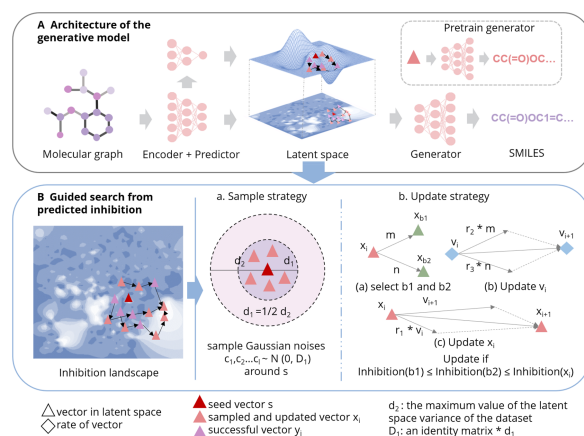 A Architecture of the
generative model
Pretrain generator
CC(=O)OC...
CC(=O)OC1=C...
Molecular graph
Encoder + Predictor
Latent space
Generator
SMILES
B Guided search from
predicted inhibition
Inhibition landscape
a. Sample strategy
d2
d1
d1 =1/2 d2
sample Gaussian noises
c1,c2...ci ~ N (0, D1)
around s
b. Update strategy
xb1
m
xi
n
xb2
(a) select b1 and b2
r2 * m
vi
vi+1
r3 * n
(b) Update vi
xi
vi+1
xi+1
r1 * vi
(c) Update xi
Update if
Inhibition(b1) ≤ Inhibition(b2) ≤ Inhibition(xi)
vector in latent space
rate of vector
seed vector s
sampled and updated vector xi
successful vector yi
d2 : the maximum value of the latent
space variance of the dataset
D1: an identity matrix * d1